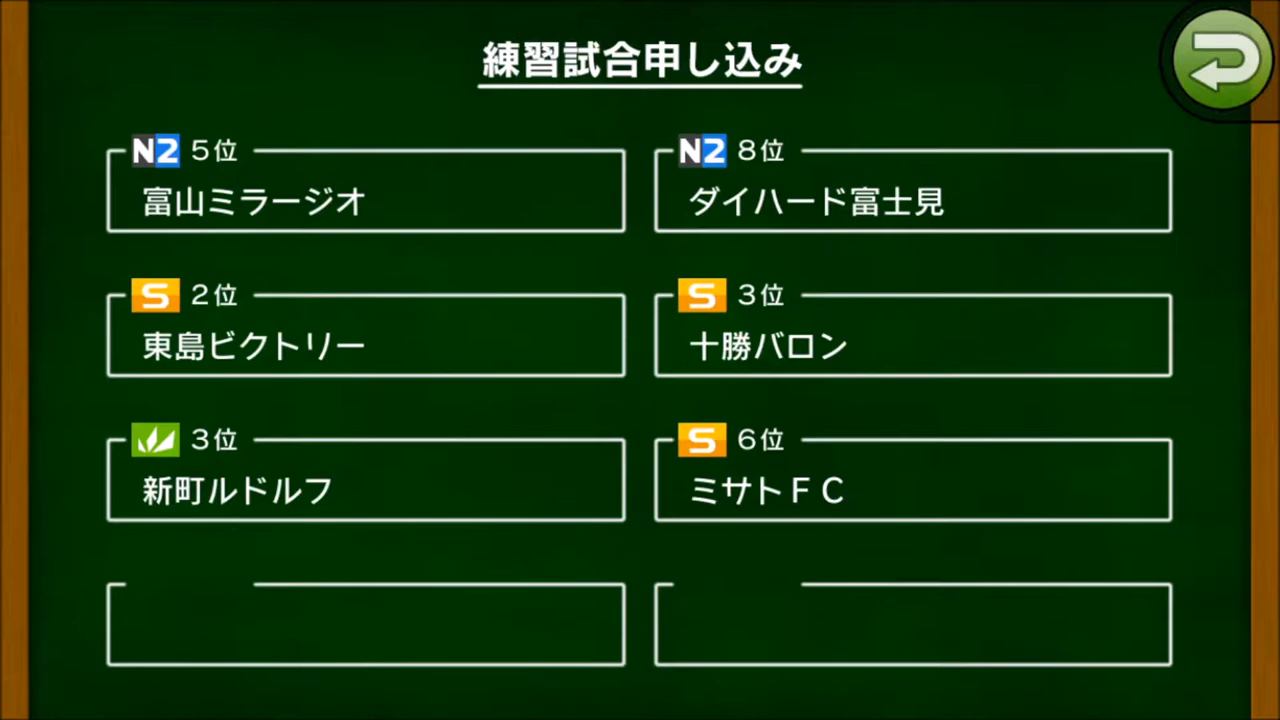 練習試合申し込み
N2 5位
富山ミラージオ
N2 8位
ダイハード富士見
S 2位
東島ビクトリー
S 3位
十勝バロン
3位
新町ルドルフ
S 6位
ミサトFC